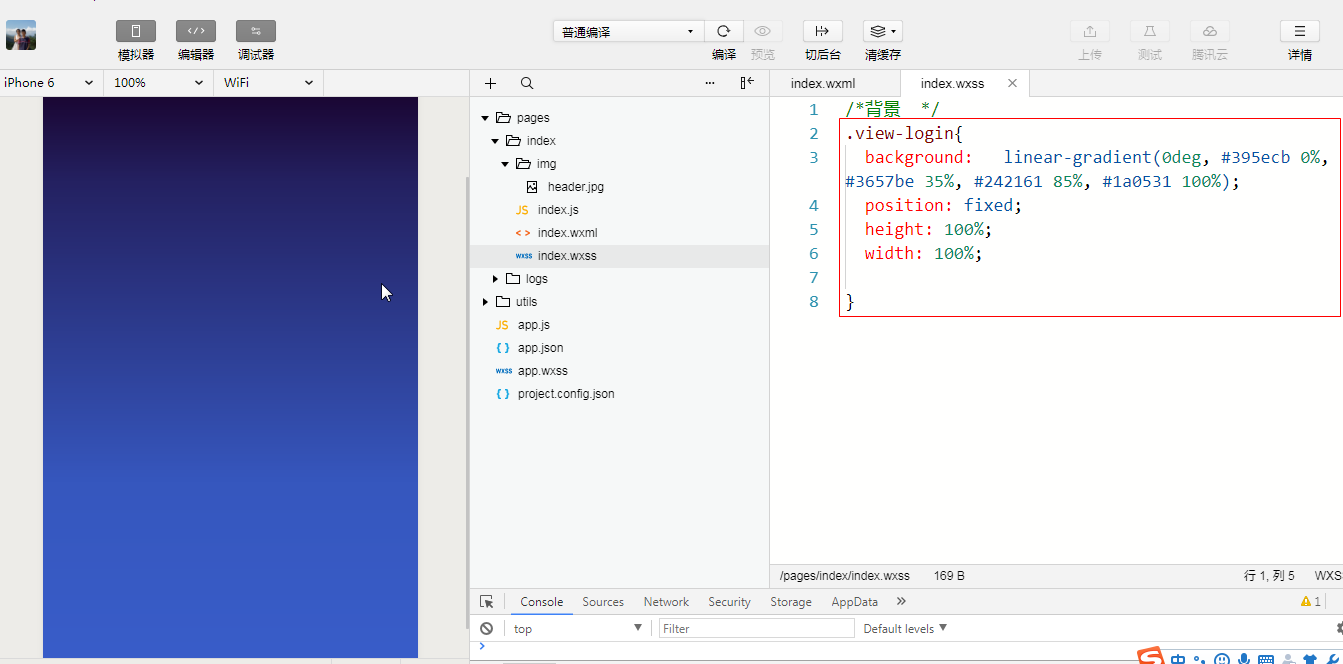 模拟器 编辑器 调试器 普通编译 编译 预览 切后台 清缓存 上传 测试 腾讯云 详情
iPhone 6 100% WiFi
index.wxml index.wxss
pages
index
img
header.jpg
JS index.js
< > index.wxml
wxss index.wxss
logs
utils
JS app.js
{ } app.json
wxss app.wxss
{ } project.config.json
1 /*背景 */
2 .view-login{
3 background: linear-gradient(0deg, #395ecb 0%,
#3657be 35%, #242161 85%, #1a0531 100%);
4 position: fixed;
5 height: 100%;
6 width: 100%;
7
8 }
/pages/index/index.wxss 169 B 行 1, 列 5 WXS
Console Sources Network Security Storage AppData 1
top Filter Default levels
中